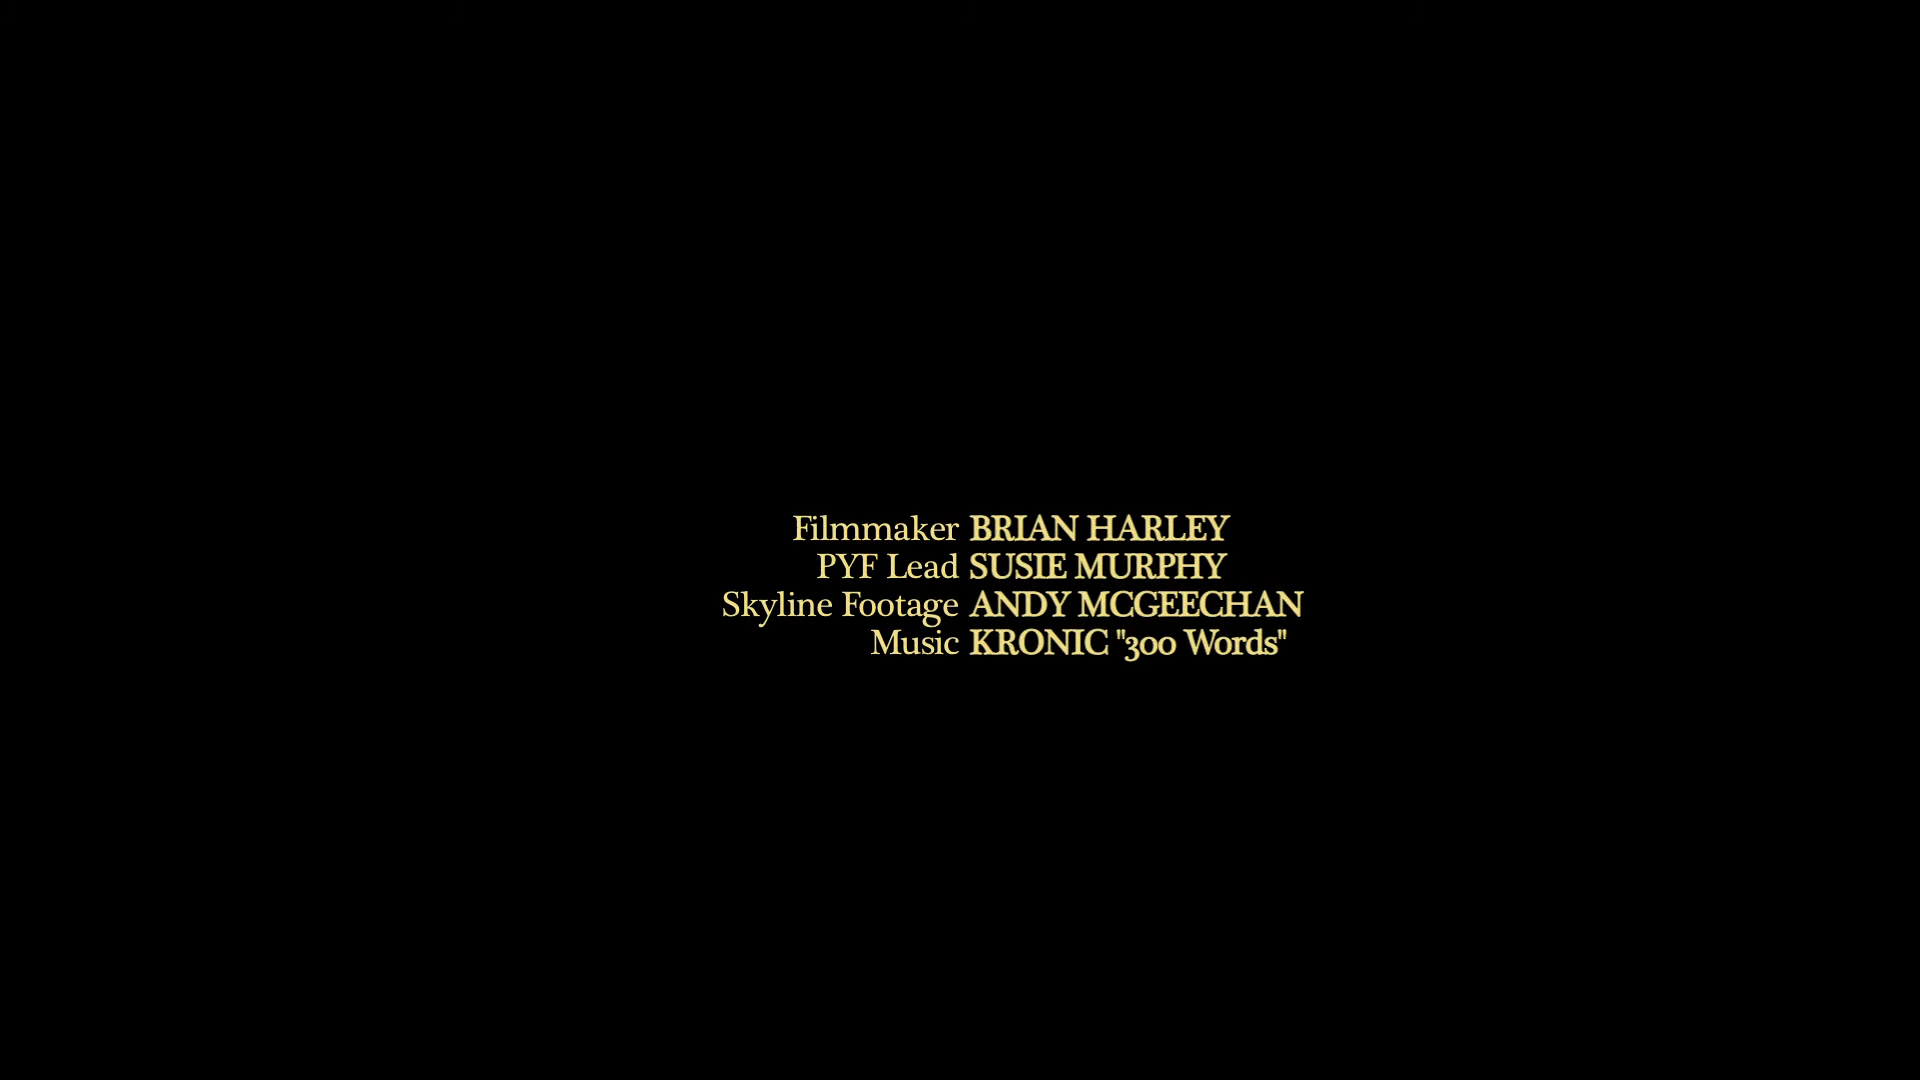 Filmmaker BRIAN HARLEY
PYF Lead SUSIE MURPHY
Skyline Footage ANDY MCGEECHAN
Music KRONIC "300 Words"